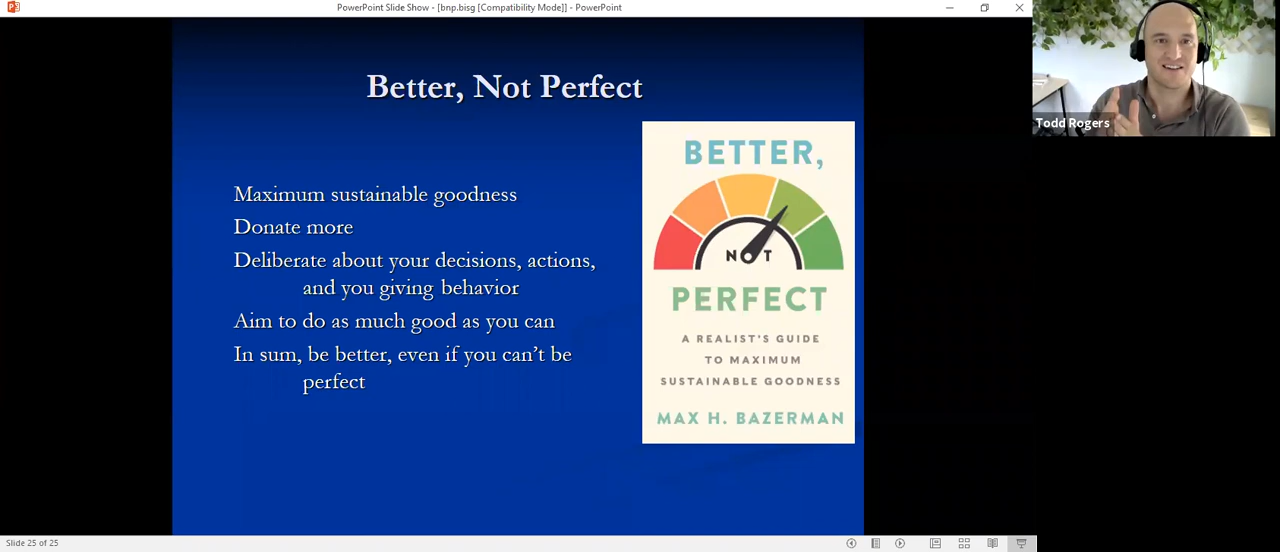 PowerPoint Slide Show - [bnp.bisg [Compatibility Mode]] - PowerPoint
Better, Not Perfect
Maximum sustainable goodness
Donate more
Deliberate about your decisions, actions,
and you giving behavior
Aim to do as much good as you can
In sum, be better, even if you can't be
perfect
BETTER,
NOT
PERFECT
A REALIST'S GUIDE
TO MAXIMUM
SUSTAINABLE GOODNESS
MAX H. BAZERMAN
Todd Rogers
Slide 25 of 25